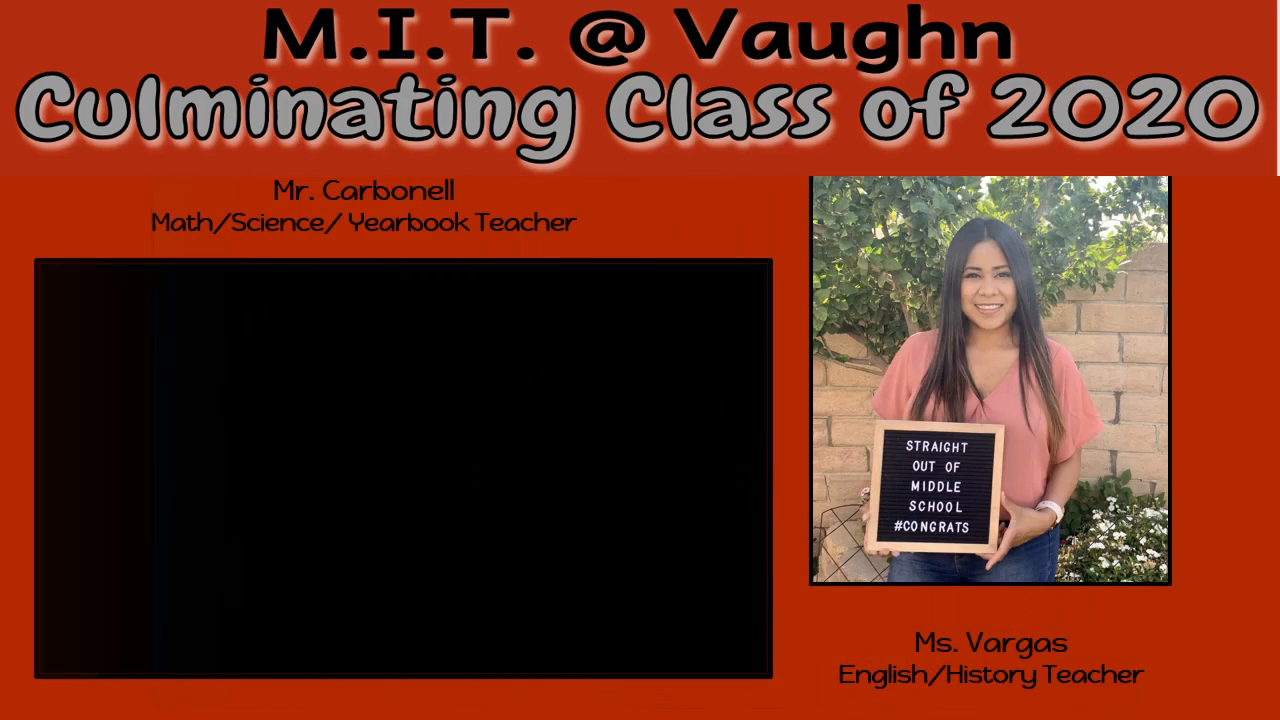 M.I.T. @ Vaughn
Culminating Class of 2020
Mr. Carbonell
Math/Science/ Yearbook Teacher
STRAIGHT
OUT OF
MIDDLE
SCHOOL
#CONGRATS
Ms. Vargas
English/History Teacher